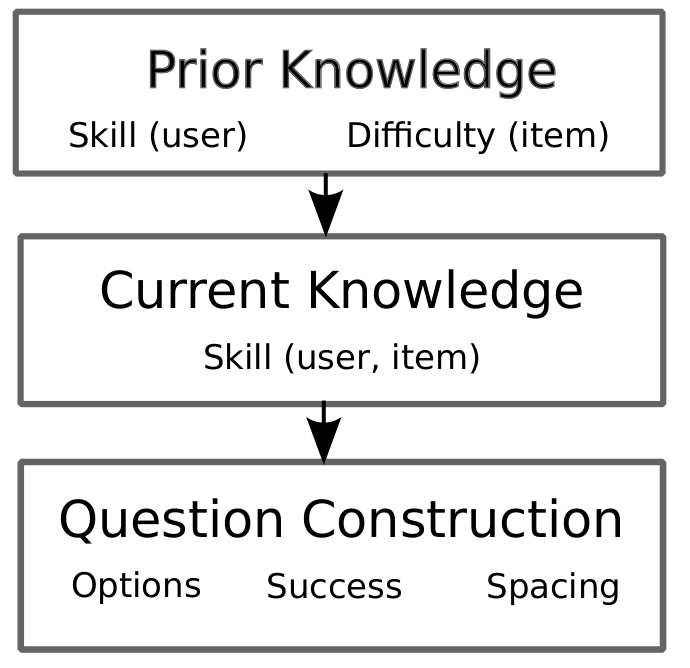 Prior Knowledge
Skill (user) Difficulty (item)
Current Knowledge
Skill (user, item)
Question Construction
Options Success Spacing